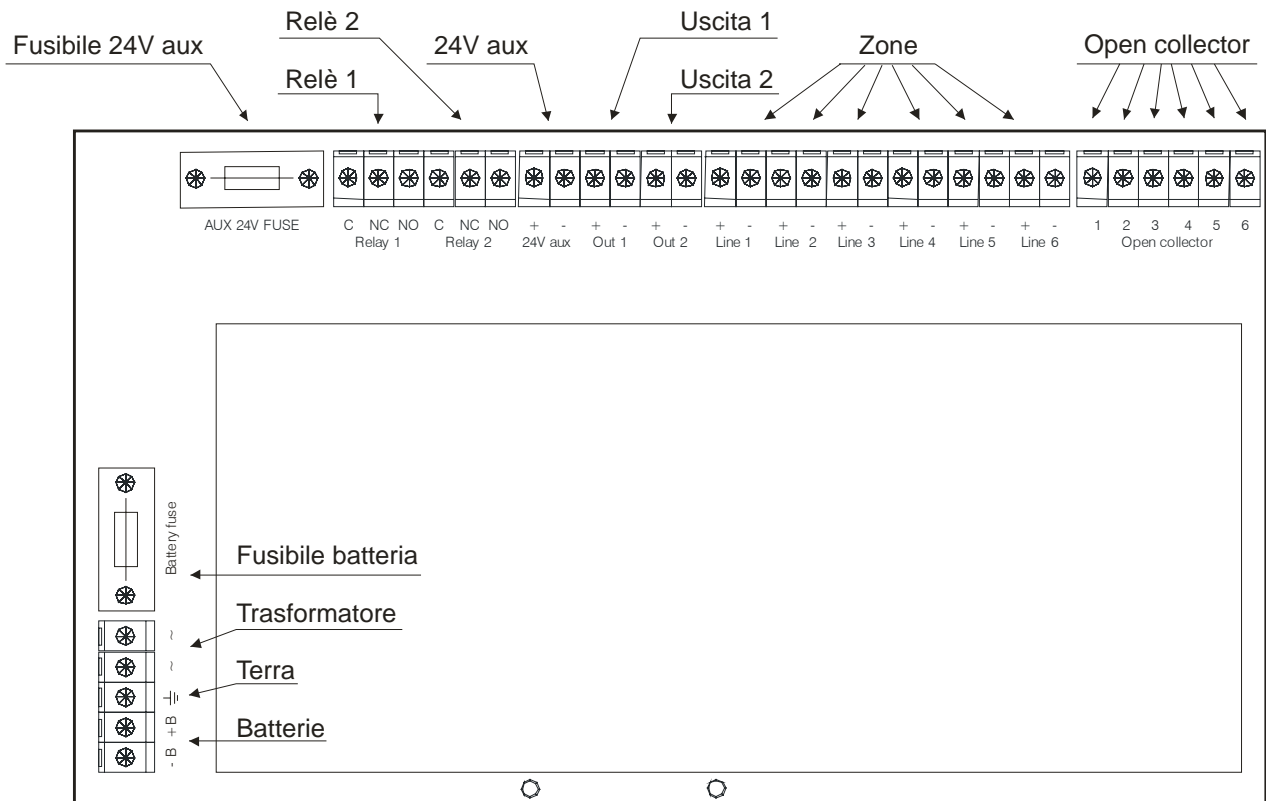 Relè 2
Uscita 1
Fusibile 24V aux
24V aux
Zone
Open collector
Relè 1
Uscita 2
AUX 24V FUSE
C NC NO C NC NO + - + - + - + - + - + - + - + - + - 1 2 3 4 5 6
Relay 1 Relay 2 24V aux Out 1 Out 2 Line 1 Line 2 Line 3 Line 4 Line 5 Line 6 Open collector
Battery fuse
Fusibile batteria
Trasformatore
~
~
Terra
Batterie
+ B
- B